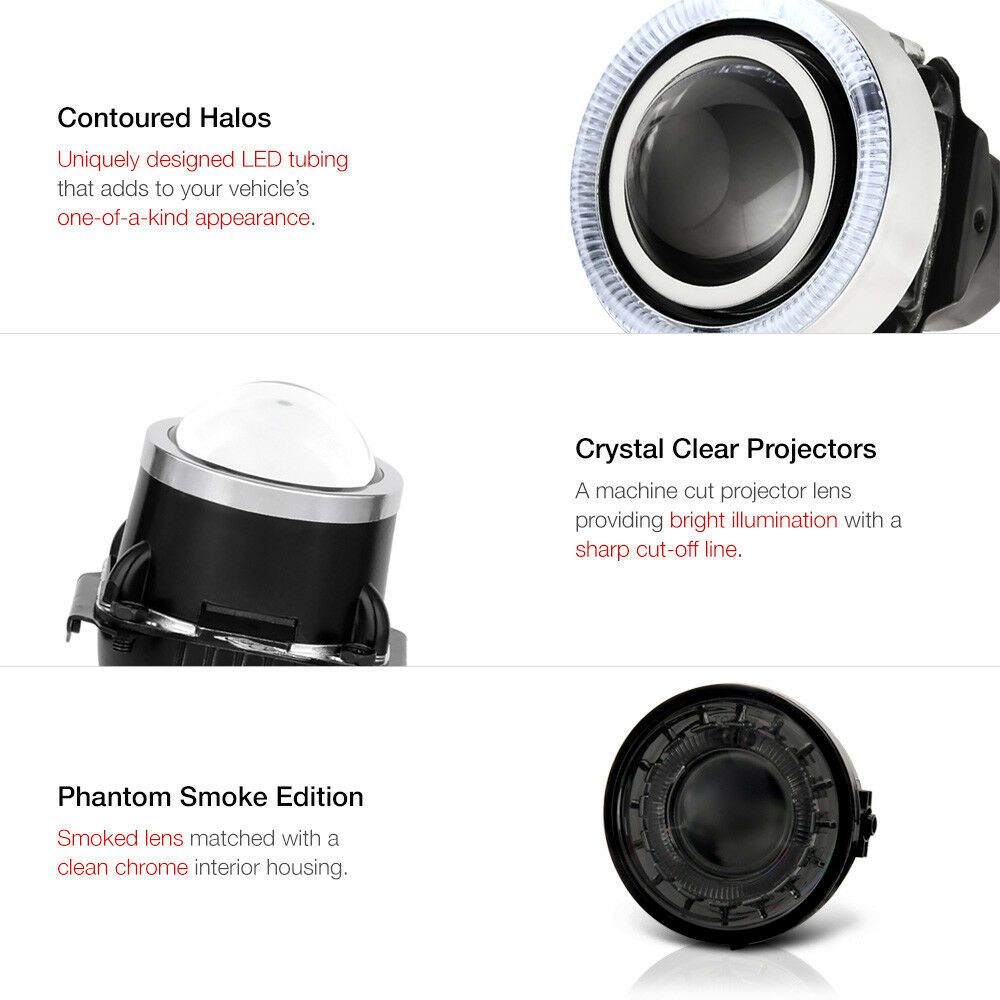 Contoured Halos
Uniquely designed LED tubing
that adds to your vehicle's
one-of-a-kind appearance.
Crystal Clear Projectors
A machine cut projector lens
providing bright illumination with a
sharp cut-off line.
Phantom Smoke Edition
Smoked lens matched with a
clean chrome interior housing.